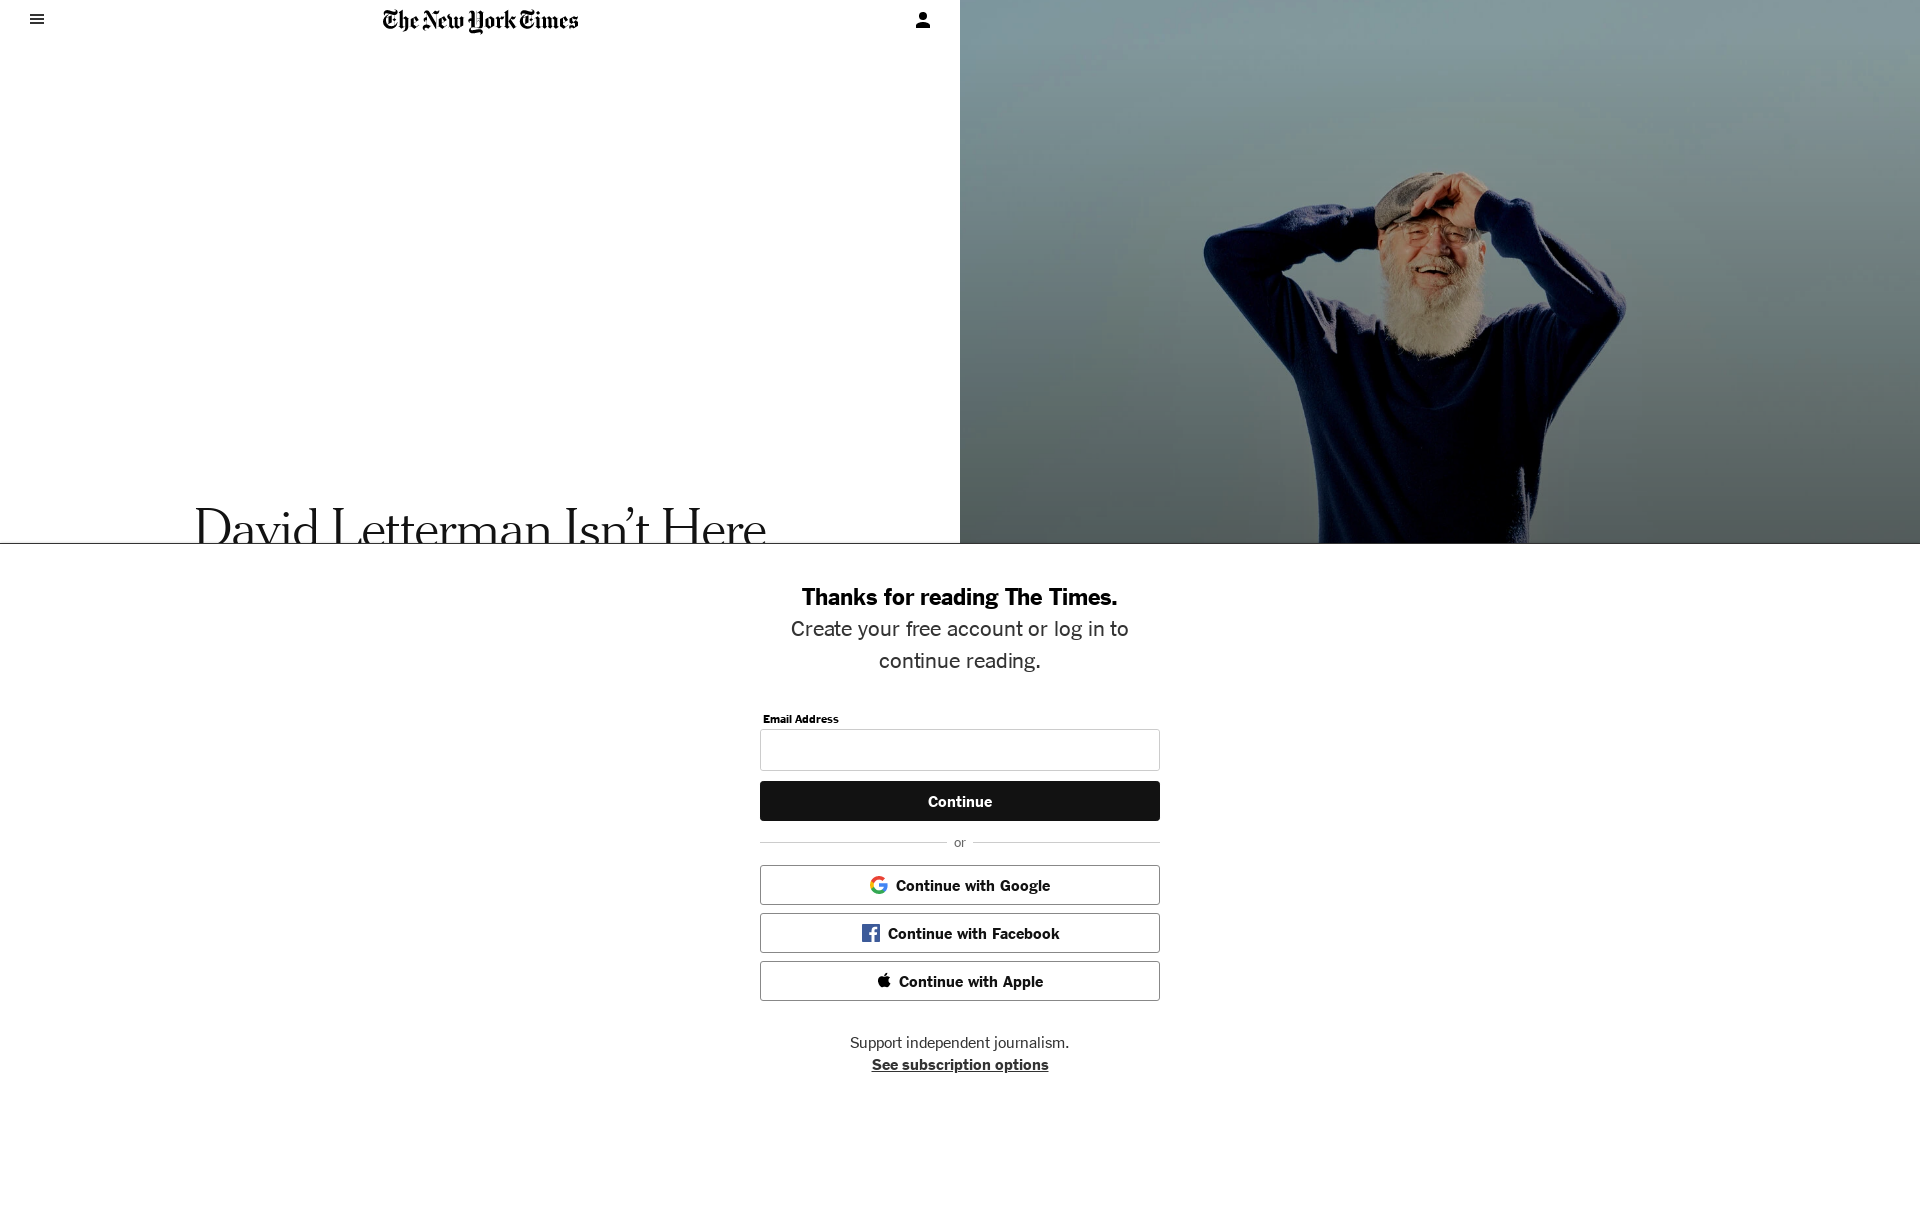 The New York Times
David Letterman Isn’t Here
Thanks for reading The Times.
Create your free account or log in to
continue reading.
Email Address
Continue
or
Continue with Google
Continue with Facebook
Continue with Apple
Support independent journalism.
See subscription options